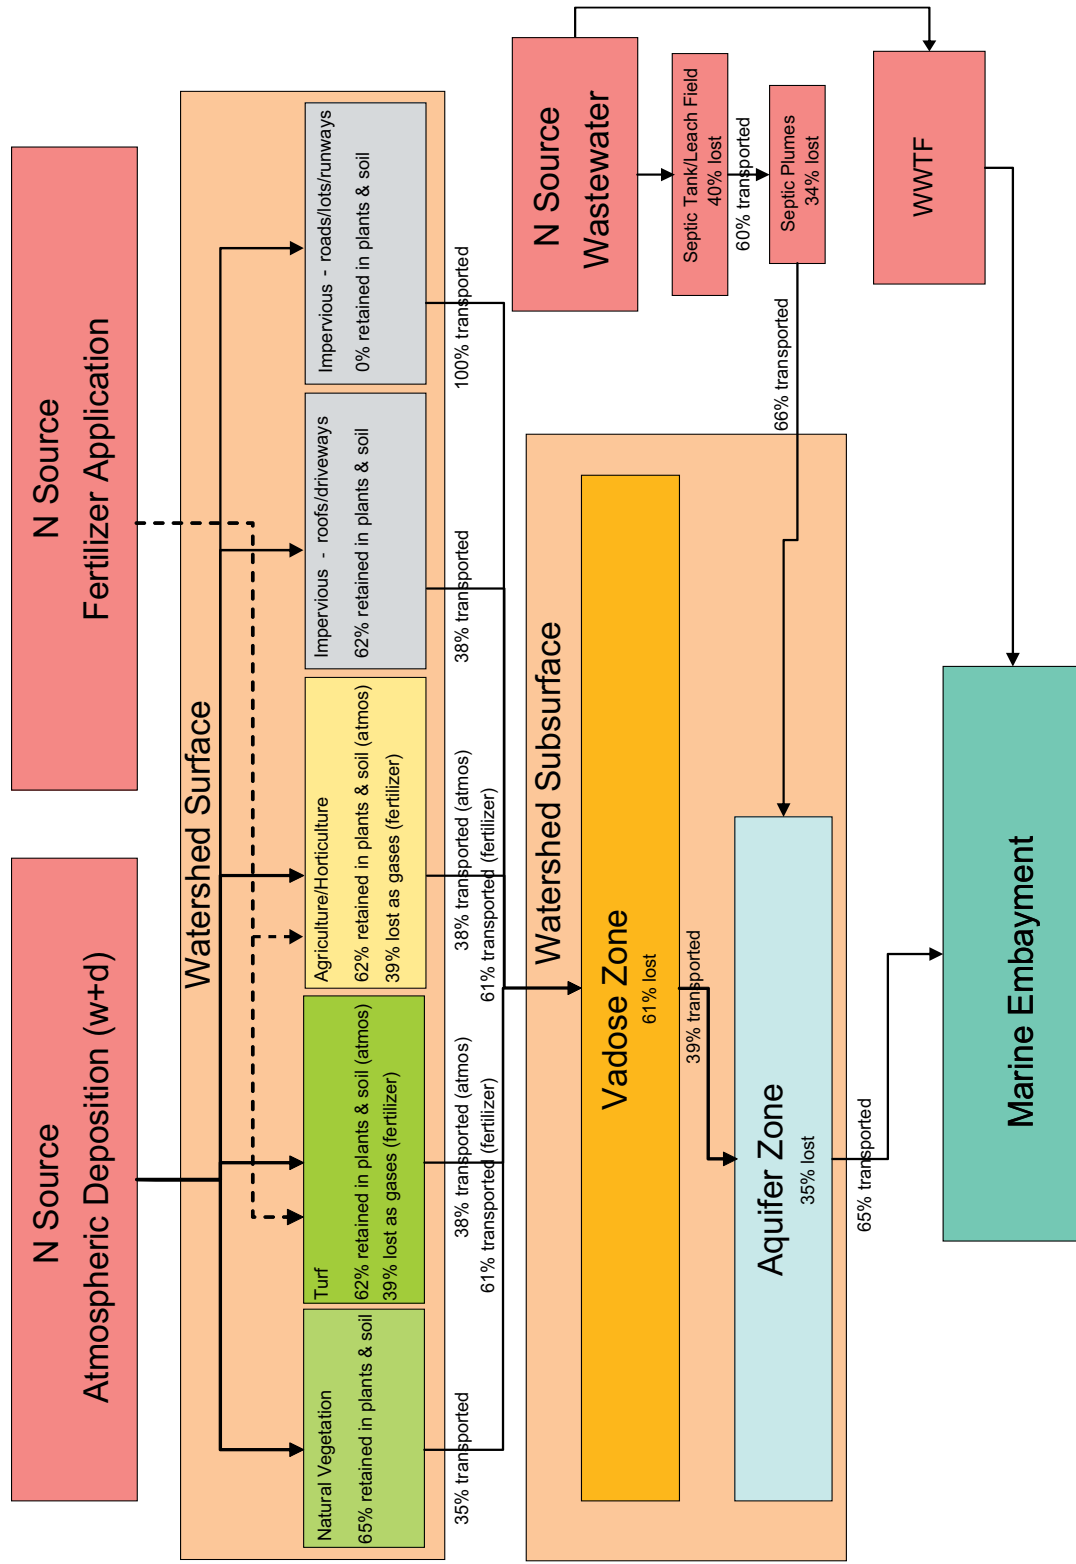 N Source
Atmospheric Deposition (w+d)
N Source
Fertilizer Application
Watershed Surface
Natural Vegetation
65% retained in plants & soil
Turf
62% retained in plants & soil (atmos)
39% lost as gases (fertilizer)
Agriculture/Horticulture
62% retained in plants & soil (atmos)
39% lost as gases (fertilizer)
Impervious - roofs/driveways
62% retained in plants & soil
Impervious - roads/lots/runways
0% retained in plants & soil
35% transported
38% transported (atmos)
61% transported (fertilizer)
38% transported (atmos)
61% transported (fertilizer)
38% transported
100% transported
N Source
Wastewater
Septic Tank/Leach Field
40% lost
60% transported
Septic Plumes
34% lost
66% transported
WWTF
Watershed Subsurface
Vadose Zone
61% lost
39% transported
Aquifer Zone
35% lost
65% transported
Marine Embayment